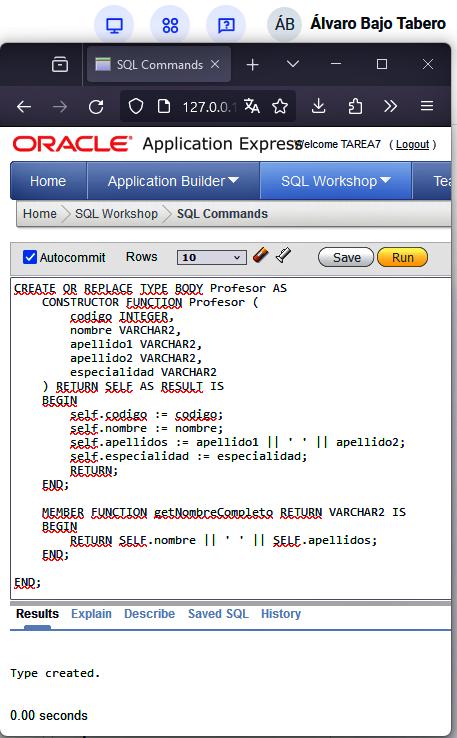 ÁB Álvaro Bajo Tabero
SQL Commands
127.0.0.1
ORACLE Application Express Welcome TAREA7 ( Logout )
Home Application Builder SQL Workshop Tea
Home SQL Workshop SQL Commands
Autocommit Rows 10 Save Run
CREATE OR REPLACE TYPE BODY Profesor AS
    CONSTRUCTOR FUNCTION Profesor (
        codigo INTEGER,
        nombre VARCHAR2,
        apellido1 VARCHAR2,
        apellido2 VARCHAR2,
        especialidad VARCHAR2
    ) RETURN SELF AS RESULT IS
    BEGIN
        self.codigo := codigo;
        self.nombre := nombre;
        self.apellidos := apellido1 || ' ' || apellido2;
        self.especialidad := especialidad;
        RETURN;
    END;
    MEMBER FUNCTION getNombreCompleto RETURN VARCHAR2 IS
    BEGIN
        RETURN SELF.nombre || ' ' || SELF.apellidos;
    END;
END;
Results Explain Describe Saved SQL History
Type created.
0.00 seconds